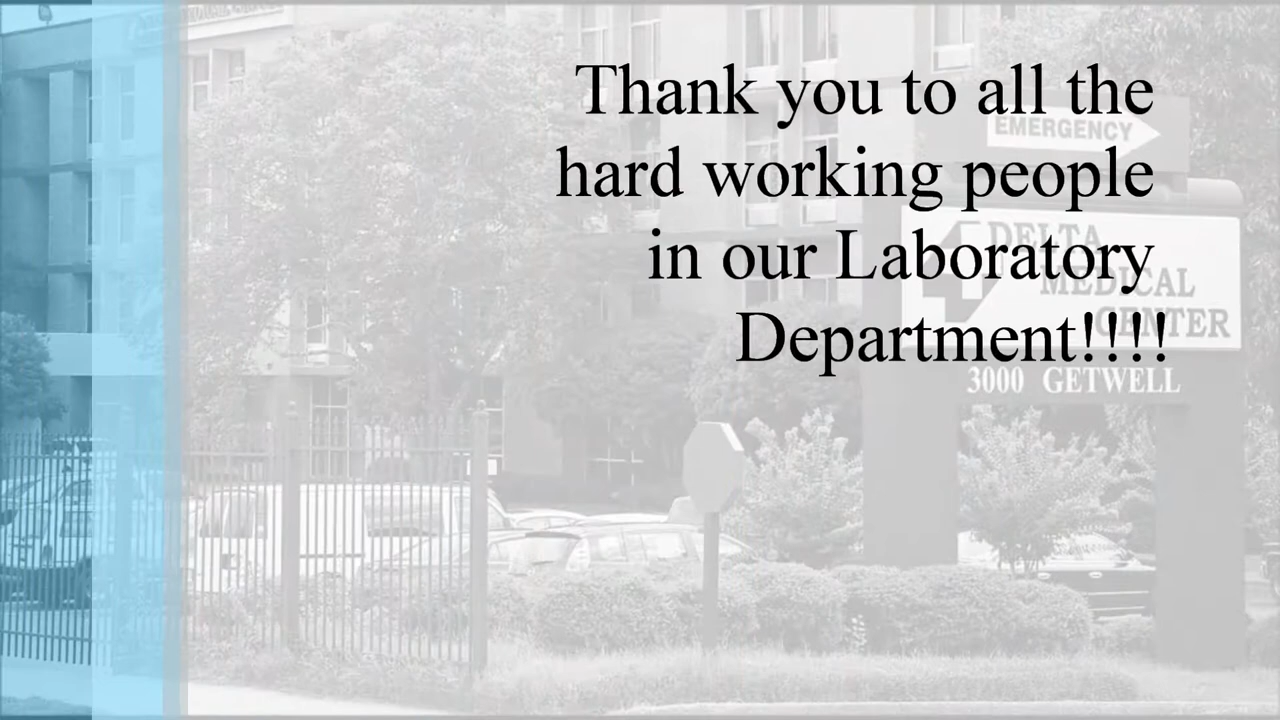 Thank you to all the
hard working people
in our Laboratory
Department!!!!
EMERGENCY
DELTA
MEDICAL
CENTER
3000 GETWELL